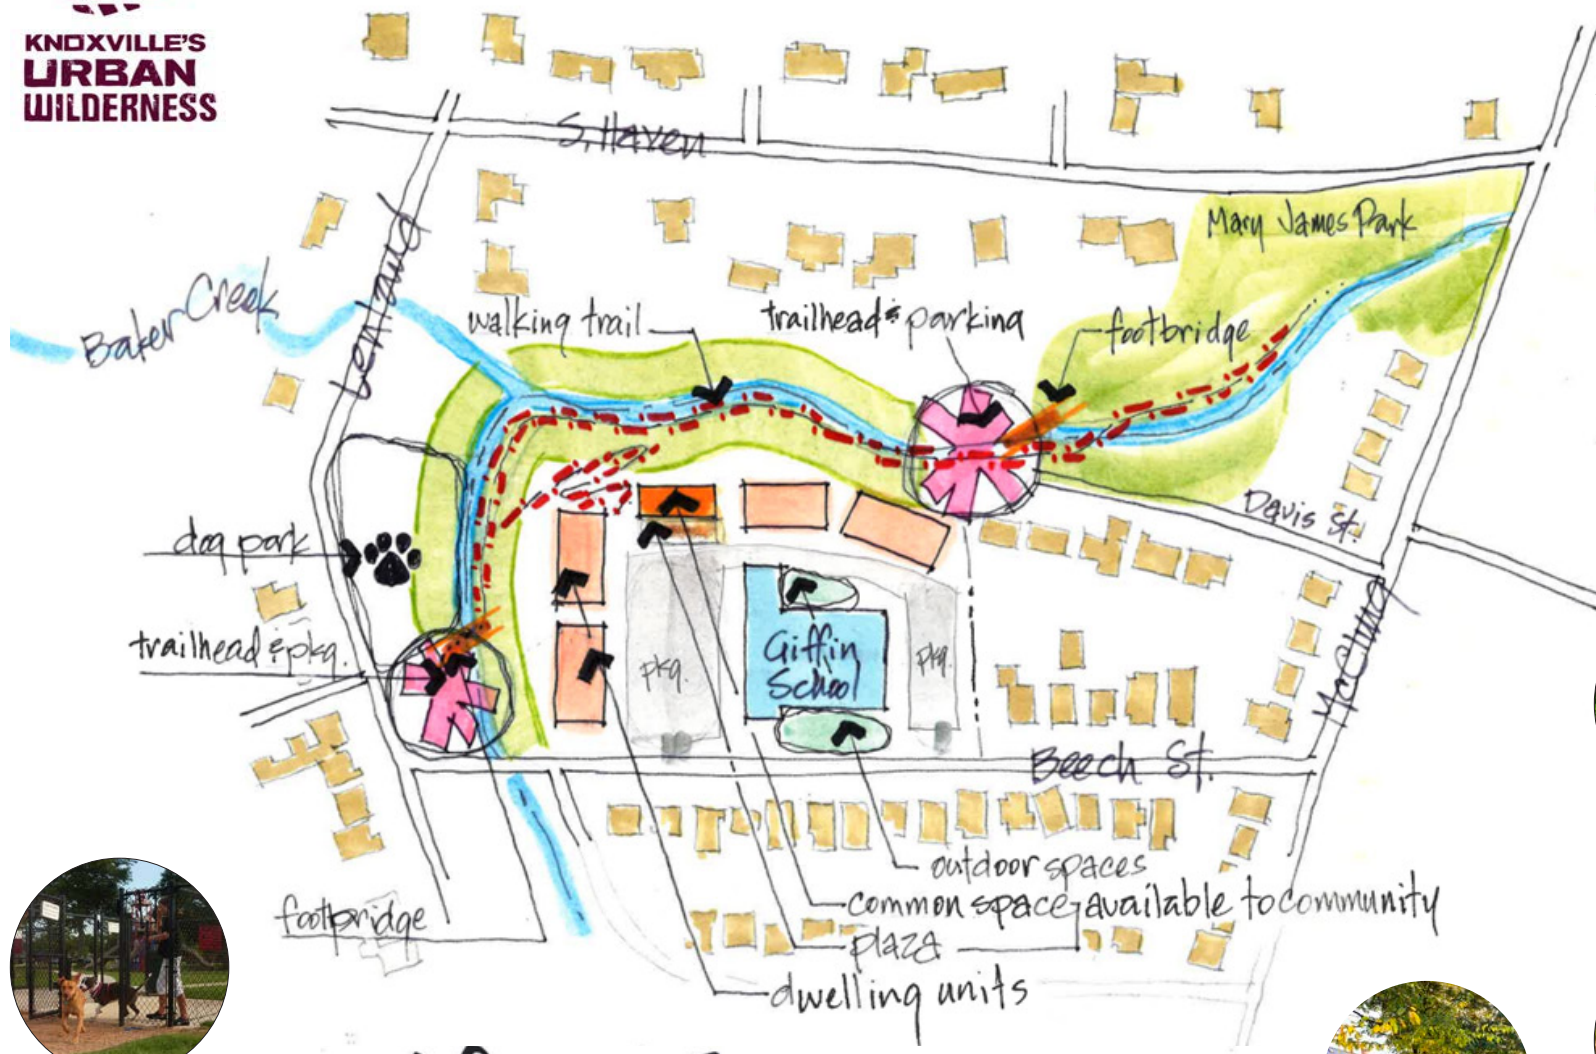 KNOXVILLE'S
URBAN
WILDERNESS
S. Haven
Lenland
Mary James Park
Baker Creek
walking trail
trailhead & parking
footbridge
Davis St.
dog park
trailhead & pkg.
pkg.
Giffin
School
pkg.
McClung
Beech St.
outdoor spaces
common space, available to community
footbridge
plaza
dwelling units